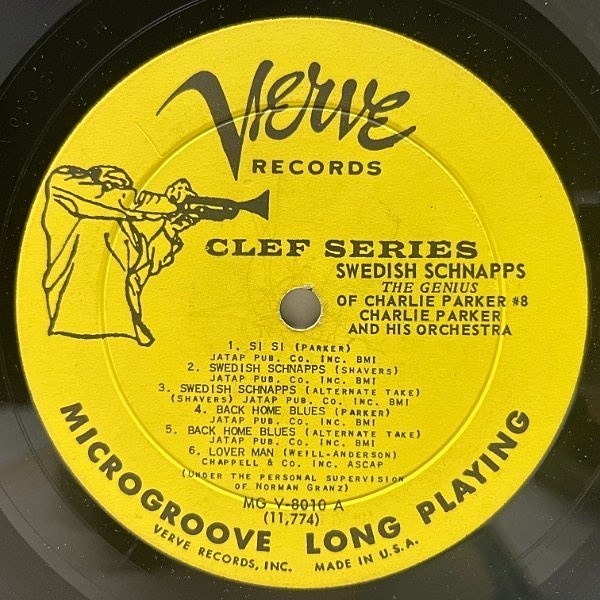 Verve
RECORDS
CLEF SERIES
SWEDISH SCHNAPPS
THE GENIUS
OF CHARLIE PARKER #8
CHARLIE PARKER
AND HIS ORCHESTRA
1. SI SI (PARKER)
JATAP PUB. CO. INC. BMI
2. SWEDISH SCHNAPPS (SHAVERS)
JATAP PUB. CO. INC. BMI
3. SWEDISH SCHNAPPS (ALTERNATE TAKE)
(SHAVERS) JATAP PUB. CO. INC. BMI
4. BACK HOME BLUES (PARKER)
JATAP PUB. CO. INC. BMI
5. BACK HOME BLUES (ALTERNATE TAKE)
JATAP PUB. CO. INC. BMI
6. LOVER MAN (WEILL-ANDERSON)
CHAPPELL & CO. INC. ASCAP
(UNDER THE PERSONAL SUPERVISION
OF NORMAN GRANZ)
MG V-8010 A
(11,774)
MICROGROOVE LONG PLAYING
VERVE RECORDS, INC. MADE IN U.S.A.